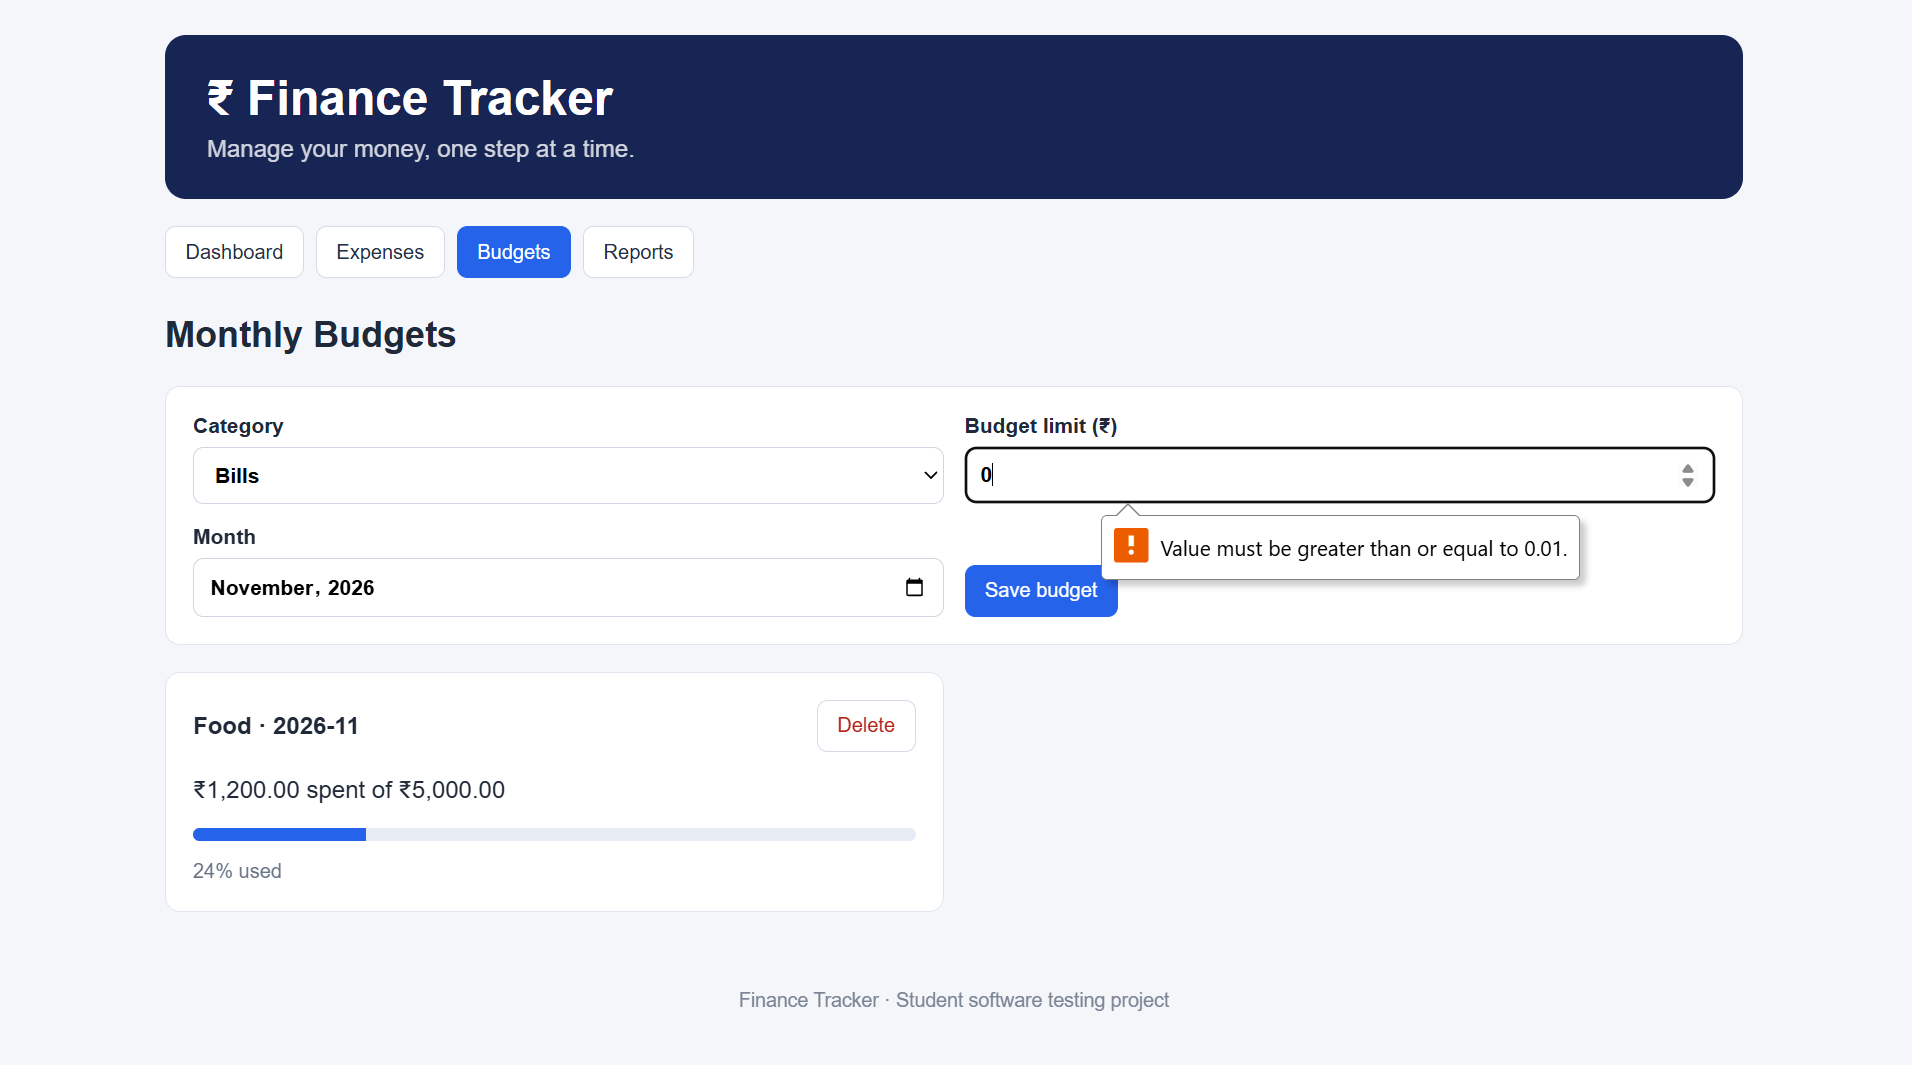 ₹ Finance Tracker
Manage your money, one step at a time.
Dashboard
Expenses
Budgets
Reports
Monthly Budgets
Category
Budget limit (₹)
Bills
0
Month
Value must be greater than or equal to 0.01.
November, 2026
Save budget
Food · 2026-11
Delete
₹1,200.00 spent of ₹5,000.00
24% used
Finance Tracker · Student software testing project